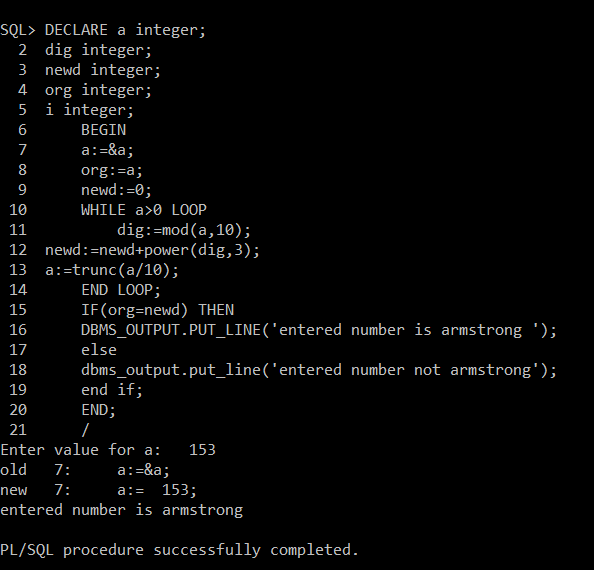 SQL> DECLARE a integer;
  2  dig integer;
  3  newd integer;
  4  org integer;
  5  i integer;
  6      BEGIN
  7      a:=&a;
  8      org:=a;
  9      newd:=0;
 10      WHILE a>0 LOOP
 11          dig:=mod(a,10);
 12  newd:=newd+power(dig,3);
 13  a:=trunc(a/10);
 14      END LOOP;
 15      IF(org=newd) THEN
 16      DBMS_OUTPUT.PUT_LINE('entered number is armstrong ');
 17      else
 18      dbms_output.put_line('entered number not armstrong');
 19      end if;
 20      END;
 21      /
Enter value for a:   153
old   7:     a:=&a;
new   7:     a:=  153;
entered number is armstrong
PL/SQL procedure successfully completed.